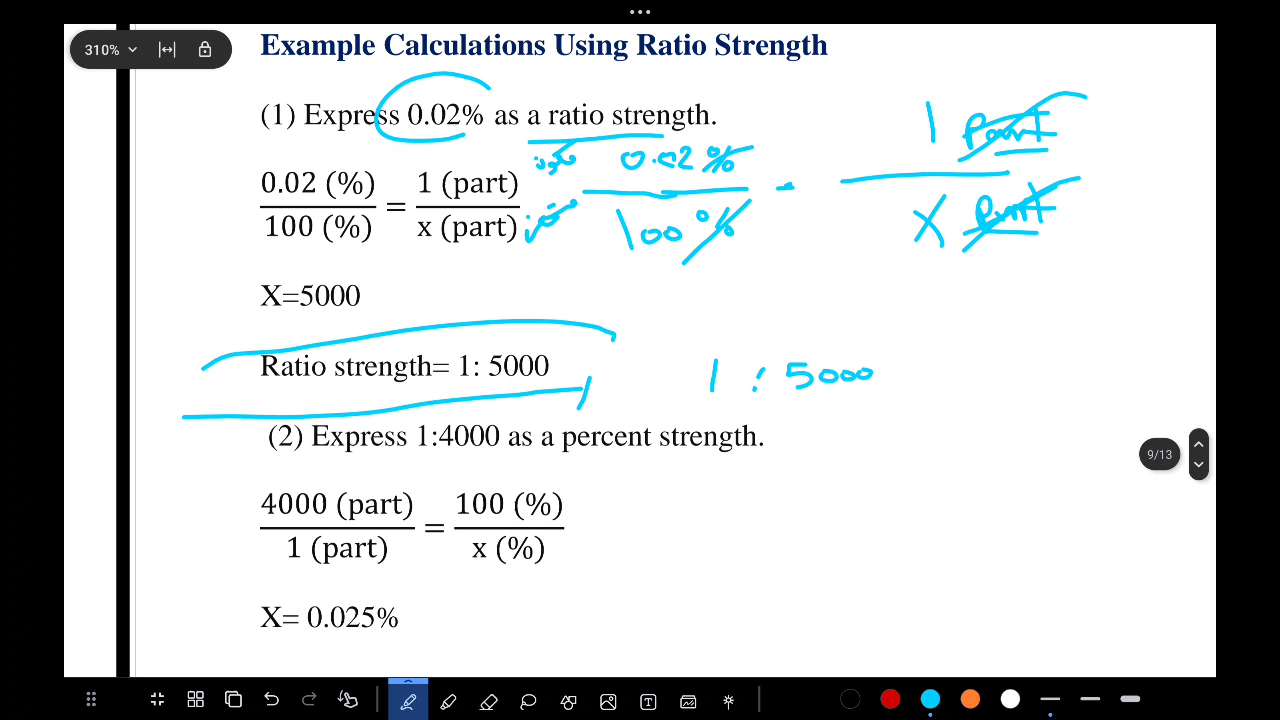 310%
Example Calculations Using Ratio Strength
(1) Express 0.02% as a ratio strength.
0.02 (%) / 100 (%) = 1 (part) / x (part)
0.02 % / 100 % = 1 Part / X Part
X=5000
Ratio strength= 1: 5000
1 : 5000
(2) Express 1:4000 as a percent strength.
4000 (part) / 1 (part) = 100 (%) / x (%)
X= 0.025%
9/13